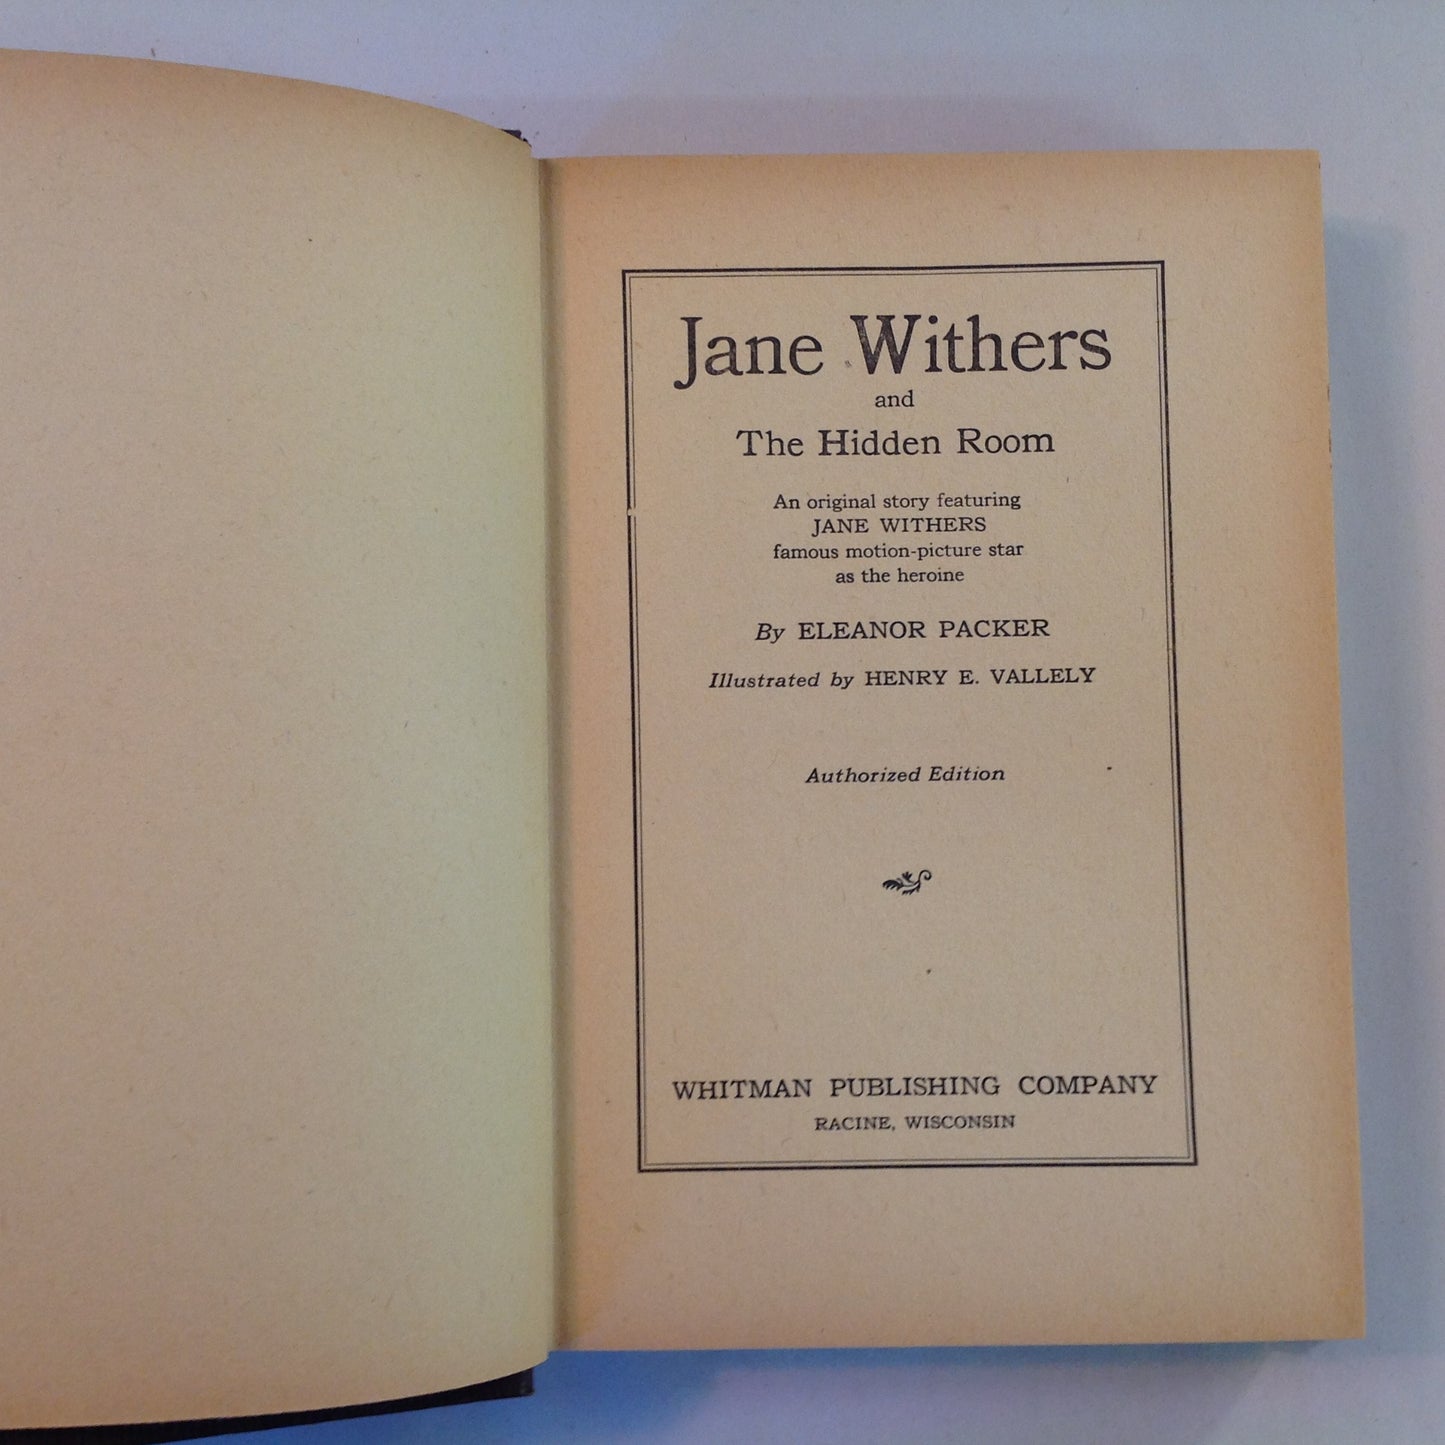 Jane Withers
and
The Hidden Room
An original story featuring
JANE WITHERS
famous motion-picture star
as the heroine
By ELEANOR PACKER
Illustrated by HENRY E. VALLELY
Authorized Edition
WHITMAN PUBLISHING COMPANY
RACINE, WISCONSIN